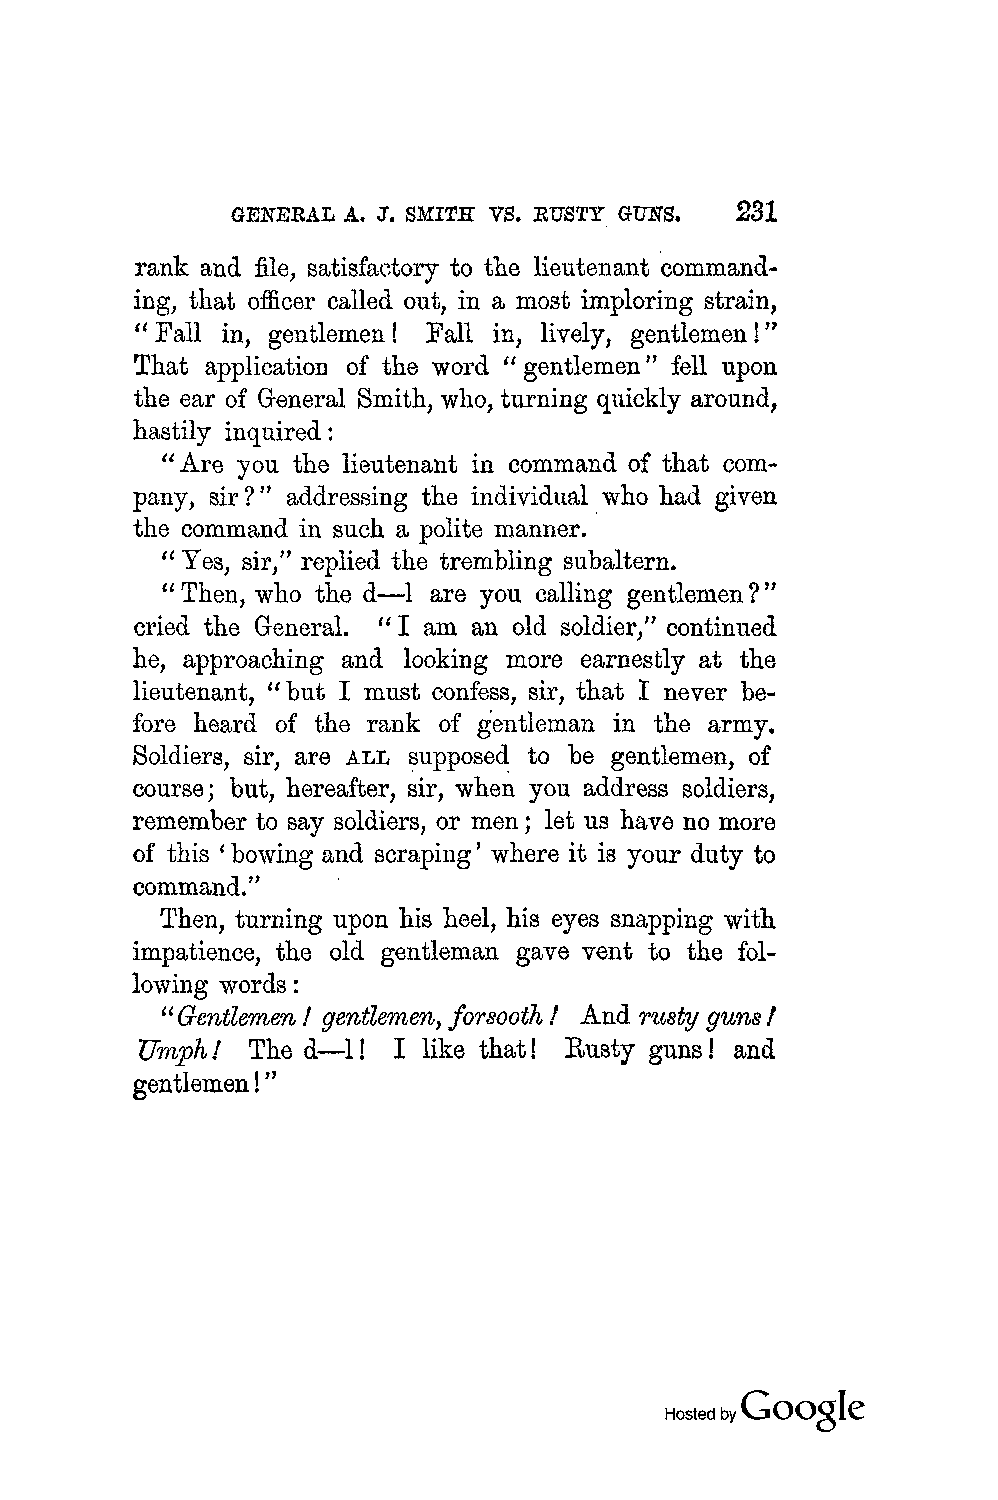 GENERAL A. J. SMITH VS. RUSTY GUNS. 231
rank and file, satisfactory to the lieutenant command-
ing, that officer called out, in a most imploring strain,
“Fall in, gentlemen! Fall in, lively, gentlemen!”
That application of the word “gentlemen” fell upon
the ear of General Smith, who, turning quickly around,
hastily inquired:
“Are you the lieutenant in command of that com-
pany, sir?” addressing the individual who had given
the command in such a polite manner.
“Yes, sir,” replied the trembling subaltern.
“Then, who the d—l are you calling gentlemen?”
cried the General. “I am an old soldier,” continued
he, approaching and looking more earnestly at the
lieutenant, “but I must confess, sir, that I never be-
fore heard of the rank of gentleman in the army.
Soldiers, sir, are ALL supposed to be gentlemen, of
course; but, hereafter, sir, when you address soldiers,
remember to say soldiers, or men; let us have no more
of this ‘bowing and scraping’ where it is your duty to
command.”
Then, turning upon his heel, his eyes snapping with
impatience, the old gentleman gave vent to the fol-
lowing words:
“Gentlemen! gentlemen, forsooth! And rusty guns!
Umph! The d—l! I like that! Rusty guns! and
gentlemen!”
Hosted by Google